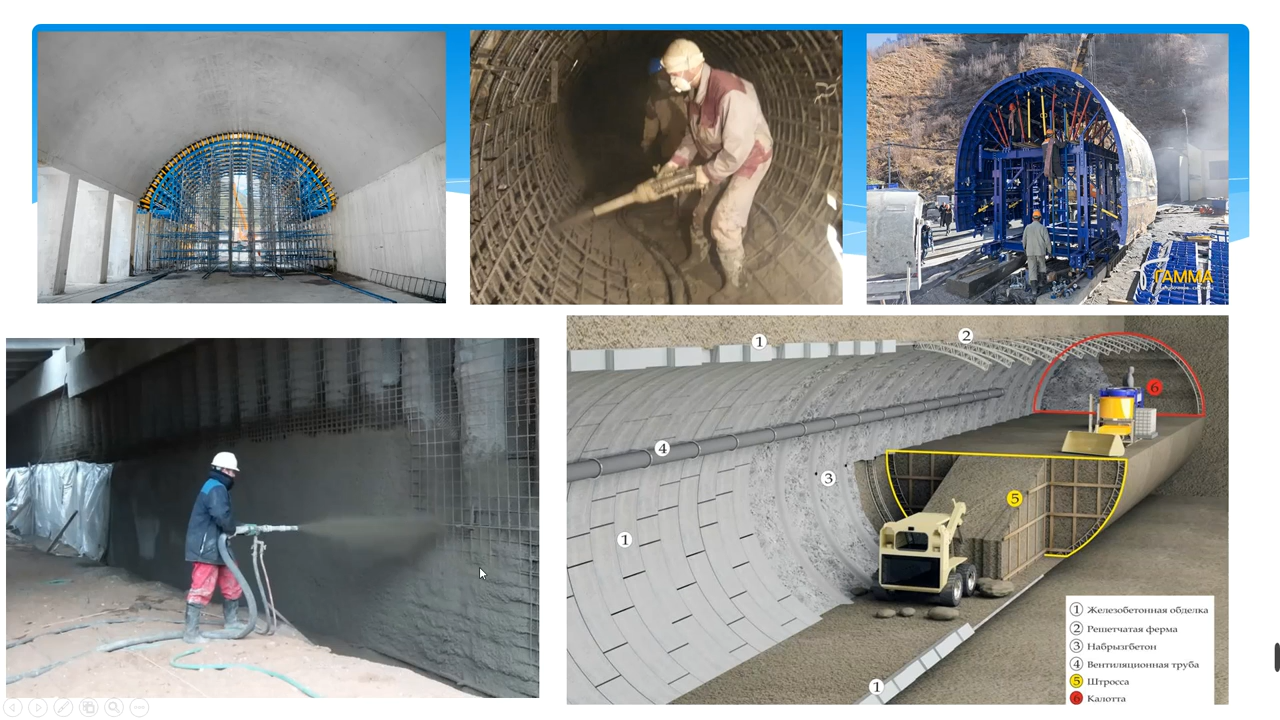 ГАММА
1
2
6
4
3
5
1
1
1 Железобетонная обделка
2 Решетчатая ферма
3 Набрызгбетон
4 Вентиляционная труба
5 Штросса
6 Калотта